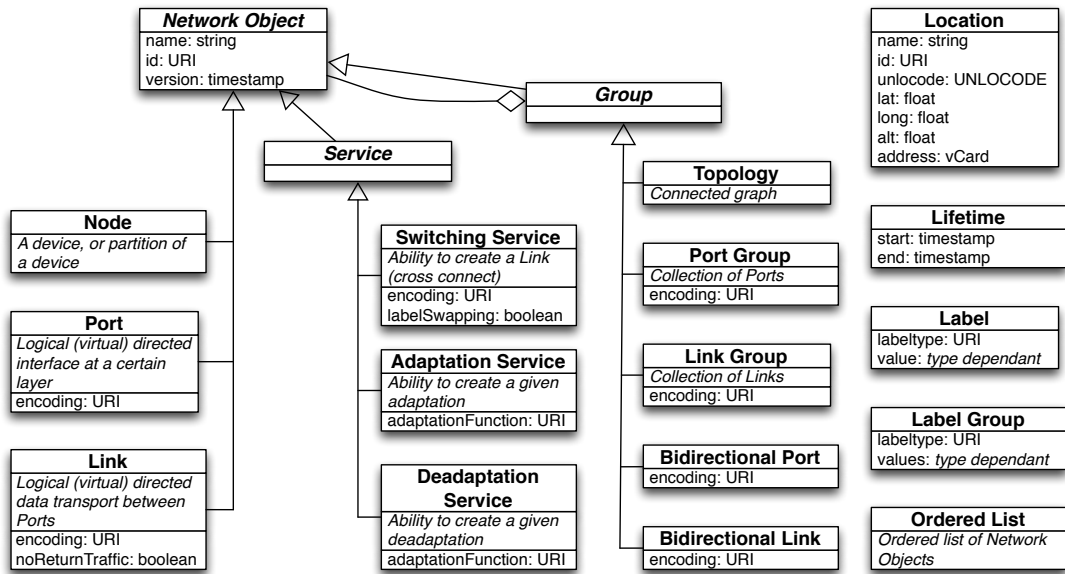 Network Object
name: string
id: URI
version: timestamp
Group
Service
Node
A device, or partition of
a device
Port
Logical (virtual) directed
interface at a certain
layer
encoding: URI
Link
Logical (virtual) directed
data transport between
Ports
encoding: URI
noReturnTraffic: boolean
Switching Service
Ability to create a Link
(cross connect)
encoding: URI
labelSwapping: boolean
Adaptation Service
Ability to create a given
adaptation
adaptationFunction: URI
Deadaptation
Service
Ability to create a given
deadaptation
adaptationFunction: URI
Topology
Connected graph
Port Group
Collection of Ports
encoding: URI
Link Group
Collection of Links
encoding: URI
Bidirectional Port
encoding: URI
Bidirectional Link
encoding: URI
Location
name: string
id: URI
unlocode: UNLOCODE
lat: float
long: float
alt: float
address: vCard
Lifetime
start: timestamp
end: timestamp
Label
labeltype: URI
value: type dependant
Label Group
labeltype: URI
values: type dependant
Ordered List
Ordered list of Network
Objects